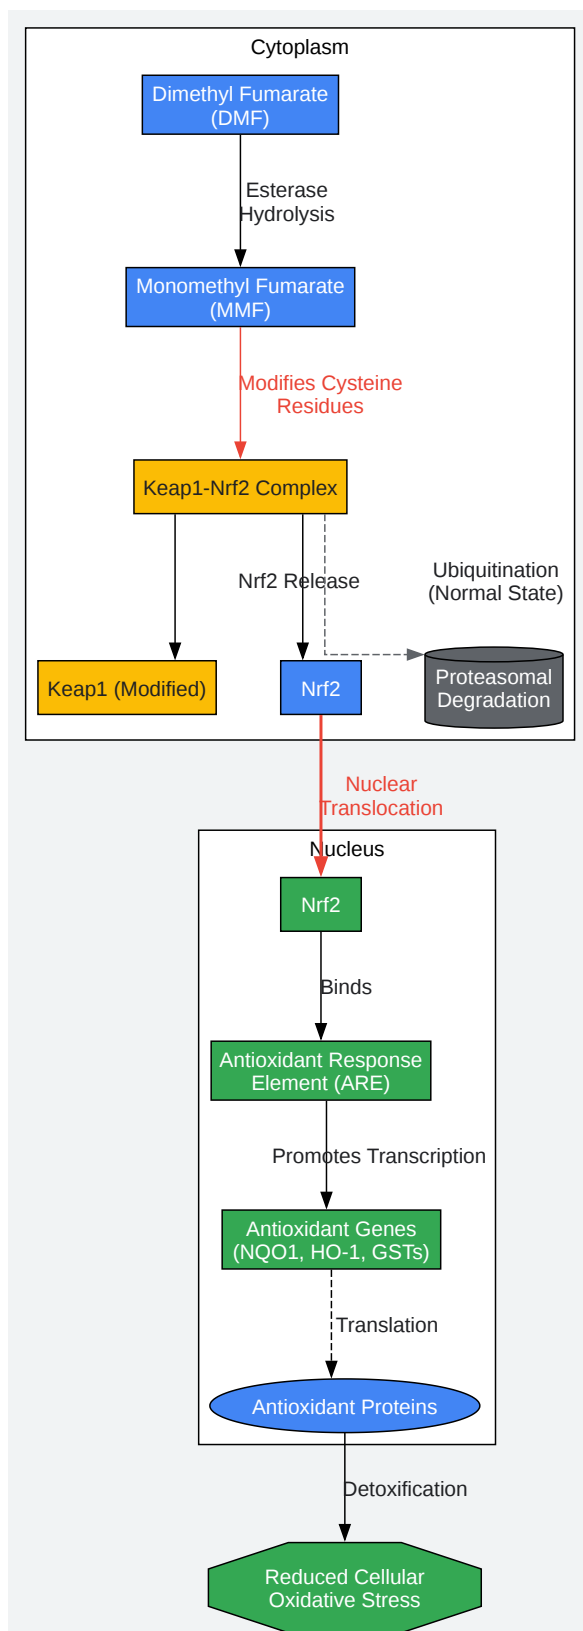 Cytoplasm
Dimethyl Fumarate
(DMF)
Esterase
Hydrolysis
Monomethyl Fumarate
(MMF)
Modifies Cysteine
Residues
Keap1-Nrf2 Complex
Nrf2 Release
Ubiquitination
(Normal State)
Keap1 (Modified)
Nrf2
Proteasomal
Degradation
Nuclear
Translocation
Nucleus
Nrf2
Binds
Antioxidant Response
Element (ARE)
Promotes Transcription
Antioxidant Genes
(NQO1, HO-1, GSTs)
Translation
Antioxidant Proteins
Detoxification
Reduced Cellular
Oxidative Stress